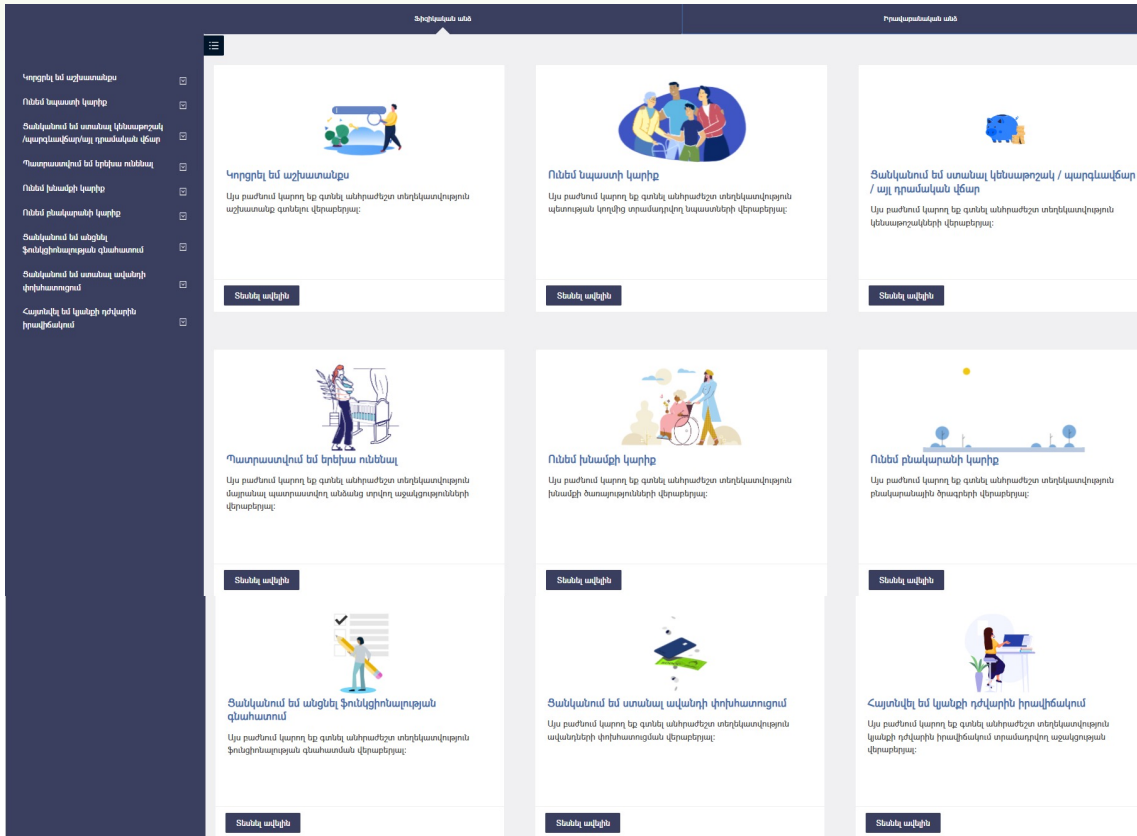 Ֆիզիկական անձ
Իրավաբանական անձ
Կորցրել եմ աշխատանքս
Ունեմ նպաստի կարիք
Ցանկանում եմ ստանալ կենսաթոշակ
/պարգևավճար/այլ դրամական վճար
Պատրաստվում եմ երեխա ունենալ
Ունեմ խնամքի կարիք
Ունեմ բնակարանի կարիք
Ցանկանում եմ անցնել
ֆունկցիոնալության գնահատում
Ցանկանում եմ ստանալ ավանդի
փոխհատուցում
Հայտնվել եմ կյանքի դժվարին
իրավիճակում
Կորցրել եմ աշխատանքս
Այս բաժնում կարող եք գտնել անհրաժեշտ տեղեկատվություն
աշխատանք գտնելու վերաբերյալ:
Տեսնել ավելին
Ունեմ նպաստի կարիք
Այս բաժնում կարող եք գտնել անհրաժեշտ տեղեկատվություն
պետության կողմից տրամադրվող նպաստների վերաբերյալ:
Տեսնել ավելին
Ցանկանում եմ ստանալ կենսաթոշակ / պարգևավճար
/ այլ դրամական վճար
Այս բաժնում կարող եք գտնել անհրաժեշտ տեղեկատվություն
կենսաթոշակների վերաբերյալ:
Տեսնել ավելին
Պատրաստվում եմ երեխա ունենալ
Այս բաժնում կարող եք գտնել անհրաժեշտ տեղեկատվություն
մայրանալ պատրաստվող անձանց տրվող աջակցությունների
վերաբերյալ:
Տեսնել ավելին
Ունեմ խնամքի կարիք
Այս բաժնում կարող եք գտնել անհրաժեշտ տեղեկատվություն
խնամքի ծառայությունների վերաբերյալ:
Տեսնել ավելին
Ունեմ բնակարանի կարիք
Այս բաժնում կարող եք գտնել անհրաժեշտ տեղեկատվություն
բնակարանային ծրագրերի վերաբերյալ:
Տեսնել ավելին
Ցանկանում եմ անցնել ֆունկցիոնալության
գնահատում
Այս բաժնում կարող եք գտնել անհրաժեշտ տեղեկատվություն
ֆունցիոնալության գնահատման վերաբերյալ:
Տեսնել ավելին
Ցանկանում եմ ստանալ ավանդի փոխհատուցում
Այս բաժնում կարող եք գտնել անհրաժեշտ տեղեկատվություն
ավանդների փոխհատուցման վերաբերյալ:
Տեսնել ավելին
Հայտնվել եմ կյանքի դժվարին իրավիճակում
Այս բաժնում կարող եք գտնել անհրաժեշտ տեղեկատվություն
կյանքի դժվարին իրավիճակում տրամադրվող աջակցության
վերաբերյալ:
Տեսնել ավելին